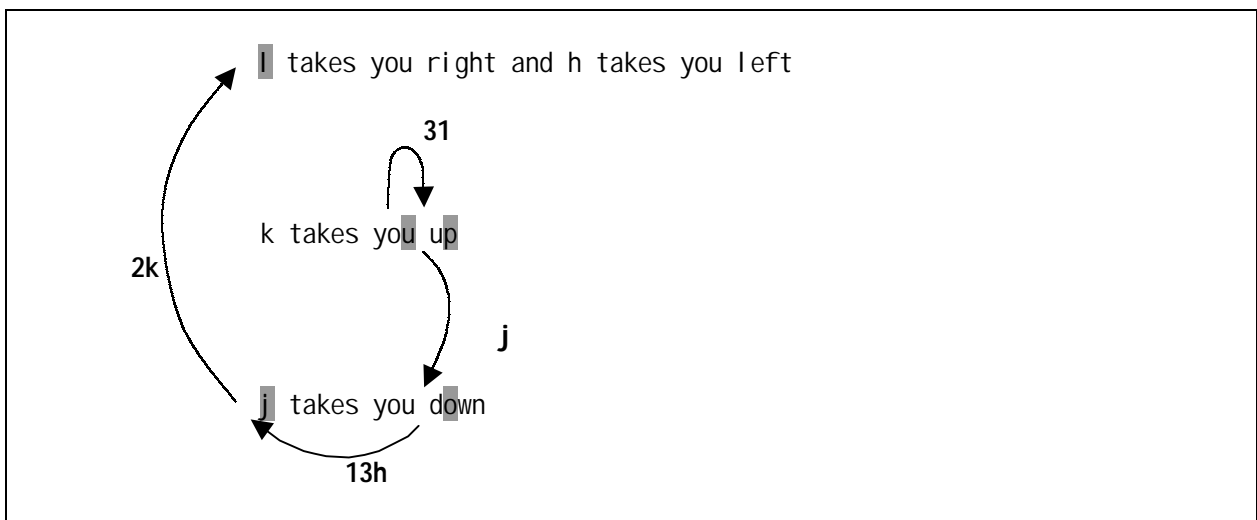 l takes you right and h takes you left
31
k takes you up
2k
j
j takes you down
13h